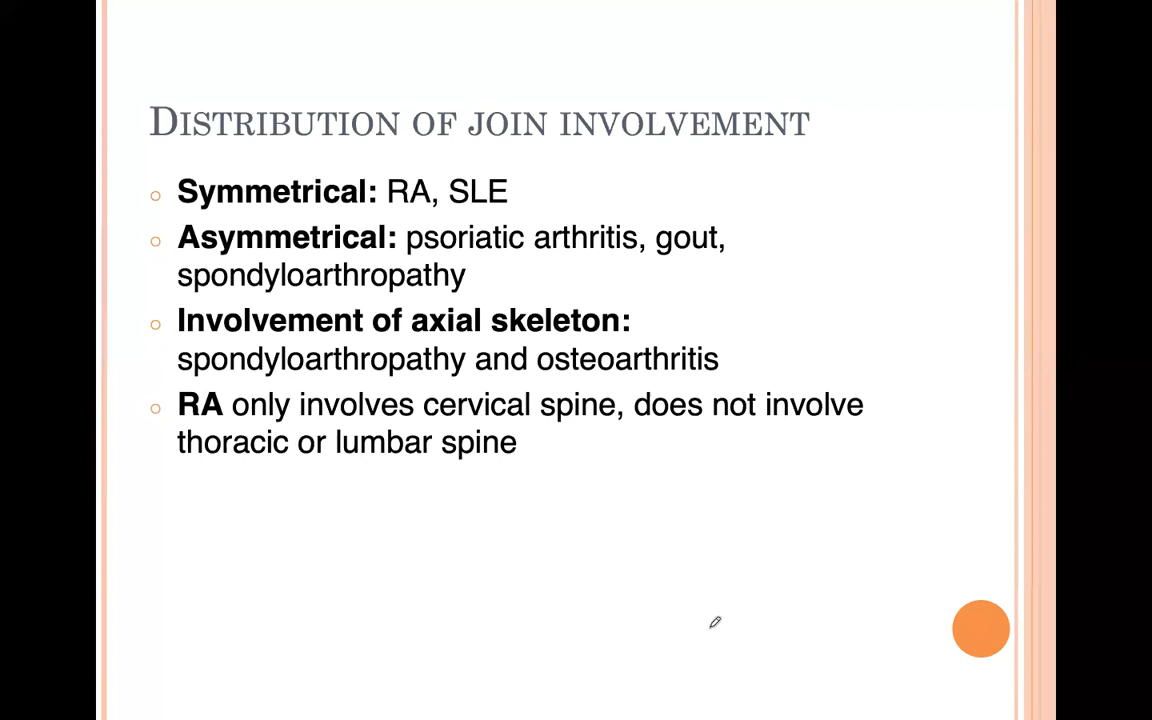 DISTRIBUTION OF JOIN INVOLVEMENT
Symmetrical: RA, SLE
Asymmetrical: psoriatic arthritis, gout,
spondyloarthropathy
Involvement of axial skeleton:
spondyloarthropathy and osteoarthritis
RA only involves cervical spine, does not involve
thoracic or lumbar spine